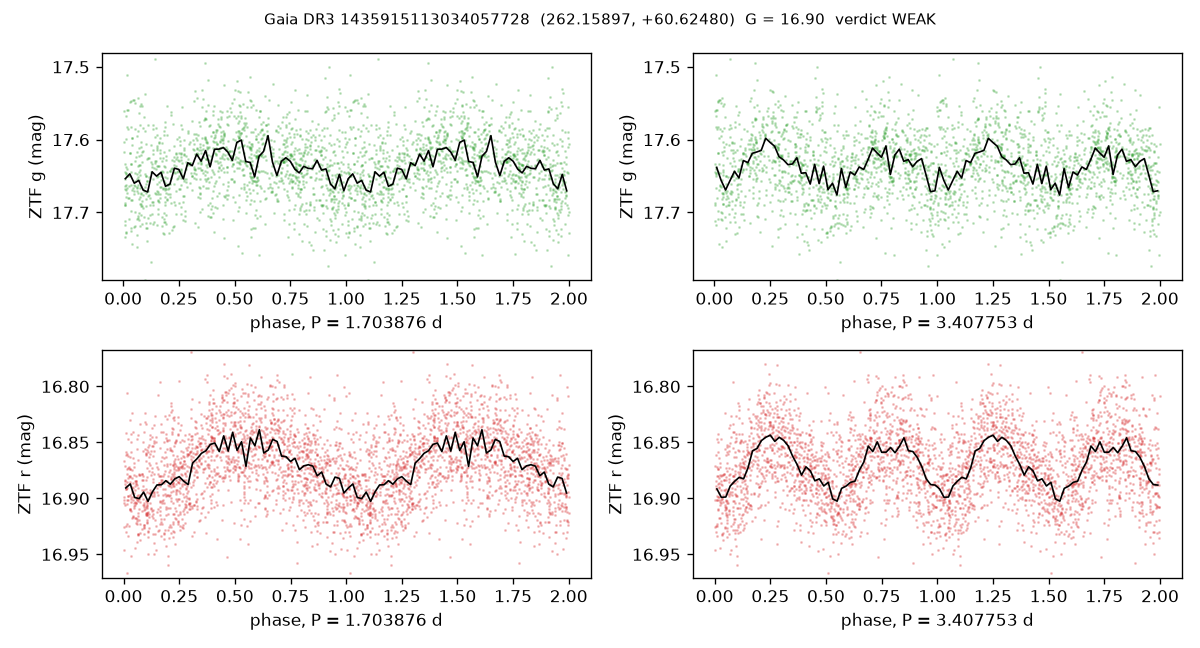 Gaia DR3 1435915113034057728 (262.15897, +60.62480) G = 16.90 verdict WEAK
17.5
17.6
17.7
ZTF g (mag)
0.00 0.25 0.50 0.75 1.00 1.25 1.50 1.75 2.00
phase, P = 1.703876 d
17.5
17.6
17.7
ZTF g (mag)
0.00 0.25 0.50 0.75 1.00 1.25 1.50 1.75 2.00
phase, P = 3.407753 d
16.80
16.85
16.90
16.95
ZTF r (mag)
0.00 0.25 0.50 0.75 1.00 1.25 1.50 1.75 2.00
phase, P = 1.703876 d
16.80
16.85
16.90
16.95
ZTF r (mag)
0.00 0.25 0.50 0.75 1.00 1.25 1.50 1.75 2.00
phase, P = 3.407753 d